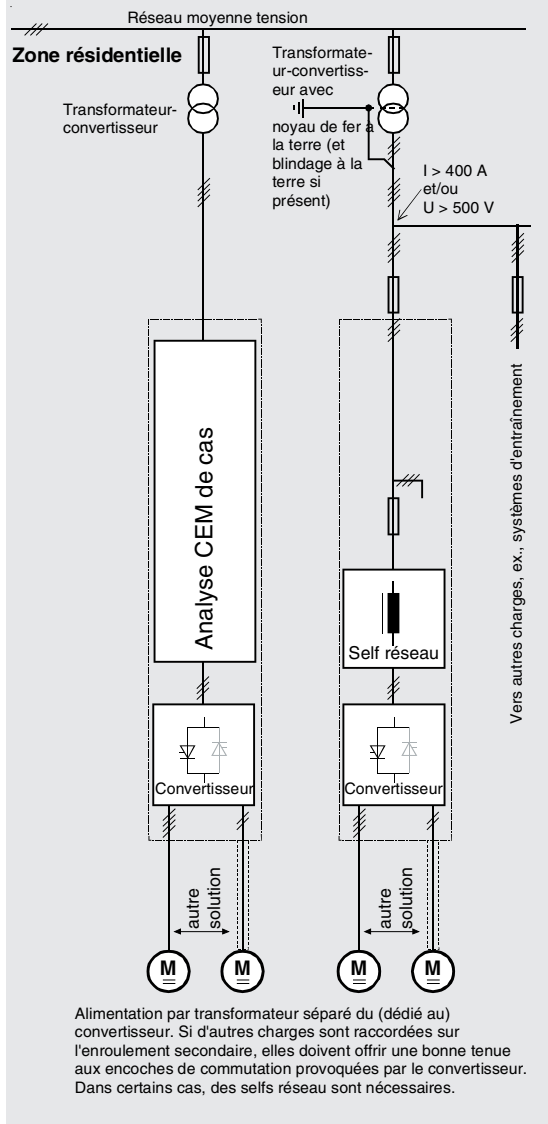 Réseau moyenne tension
Zone résidentielle
Transformateur-
convertisseur
Transformate-
ur-convertiss-
eur avec
noyau de fer à
la terre (et
blindage à la
terre si
présent)
I > 400 A
et/ou
U > 500 V
Analyse CEM de cas
Self réseau
Vers autres charges, ex., systèmes d'entraînement
Convertisseur
Convertisseur
autre
solution
autre
solution
M
M
M
M
Alimentation par transformateur séparé du (dédié au)
convertisseur. Si d'autres charges sont raccordées sur
l'enroulement secondaire, elles doivent offrir une bonne tenue
aux encoches de commutation provoquées par le convertisseur.
Dans certains cas, des selfs réseau sont nécessaires.